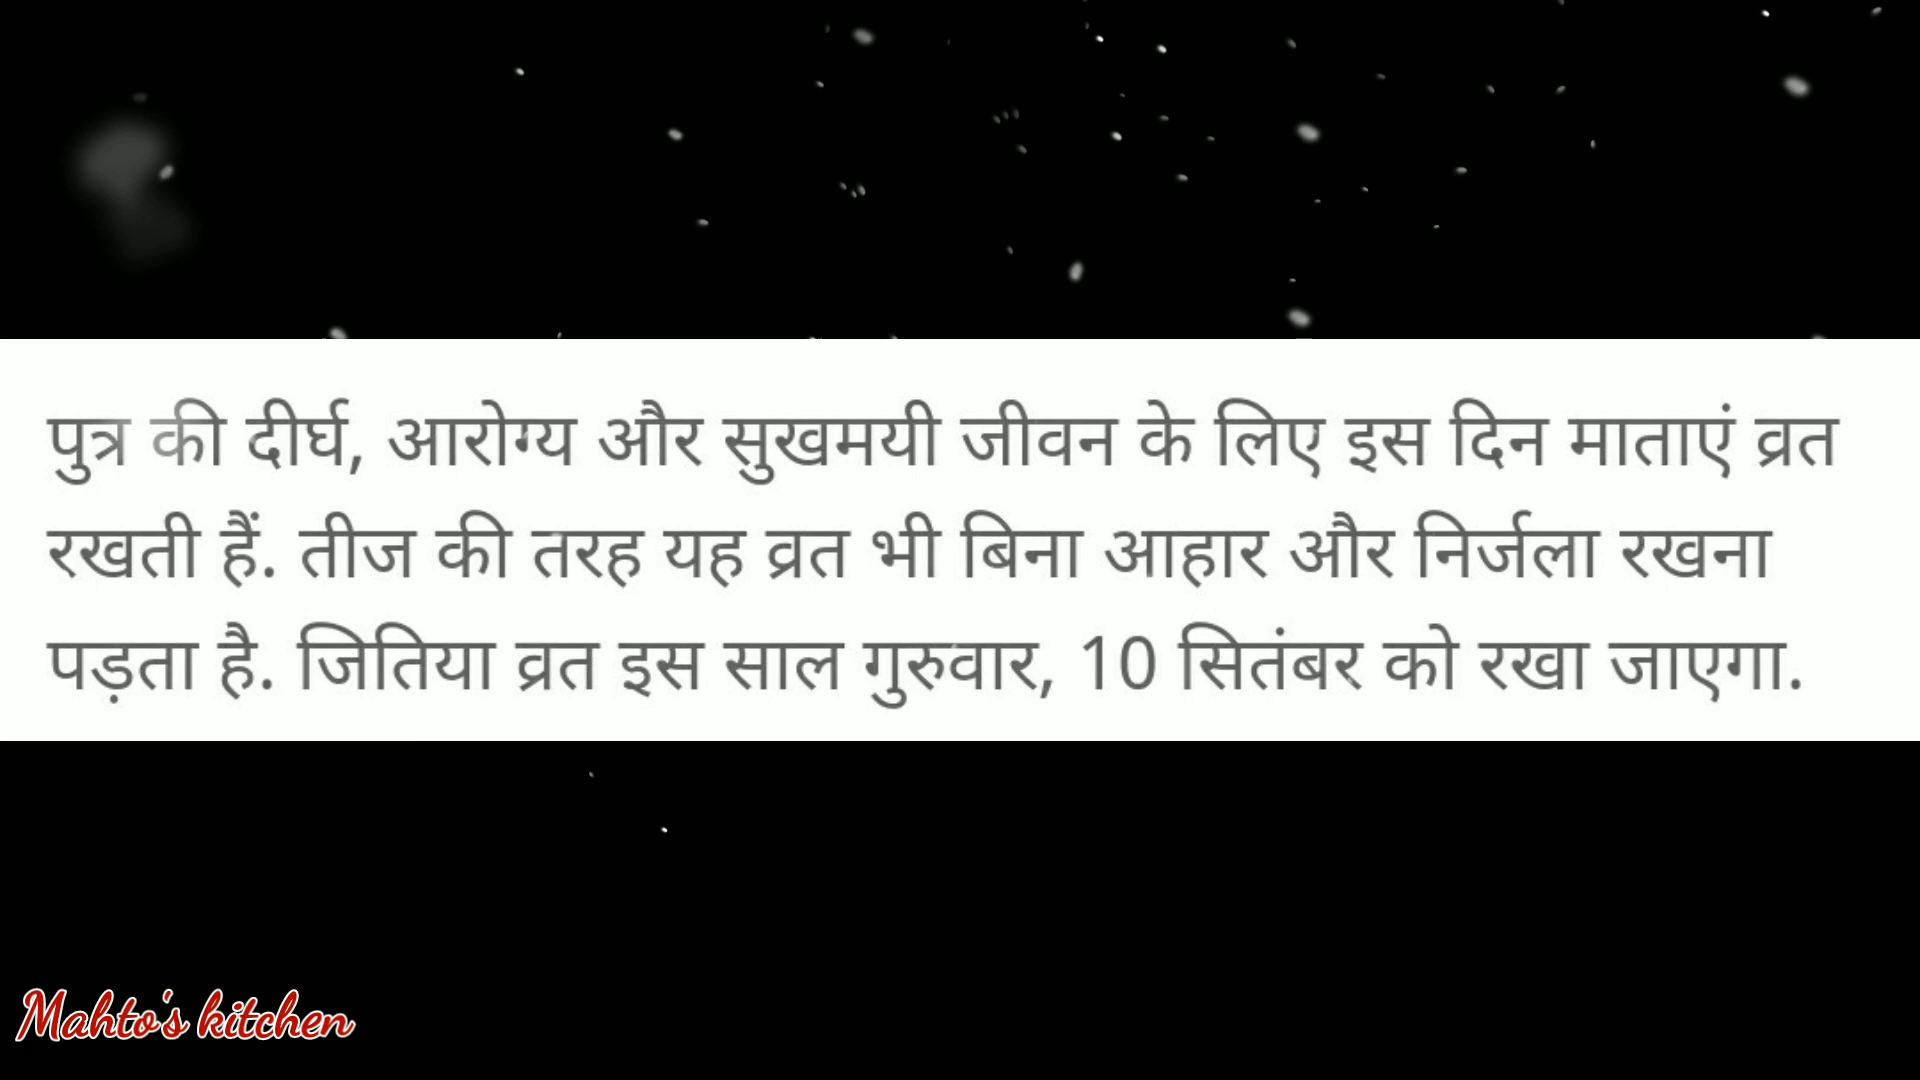 पुत्र की दीर्घ, आरोग्य और सुखमयी जीवन के लिए इस दिन माताएं व्रत
रखती हैं. तीज की तरह यह व्रत भी बिना आहार और निर्जला रखना
पड़ता है. जितिया व्रत इस साल गुरुवार, 10 सितंबर को रखा जाएगा.
Mahto's kitchen